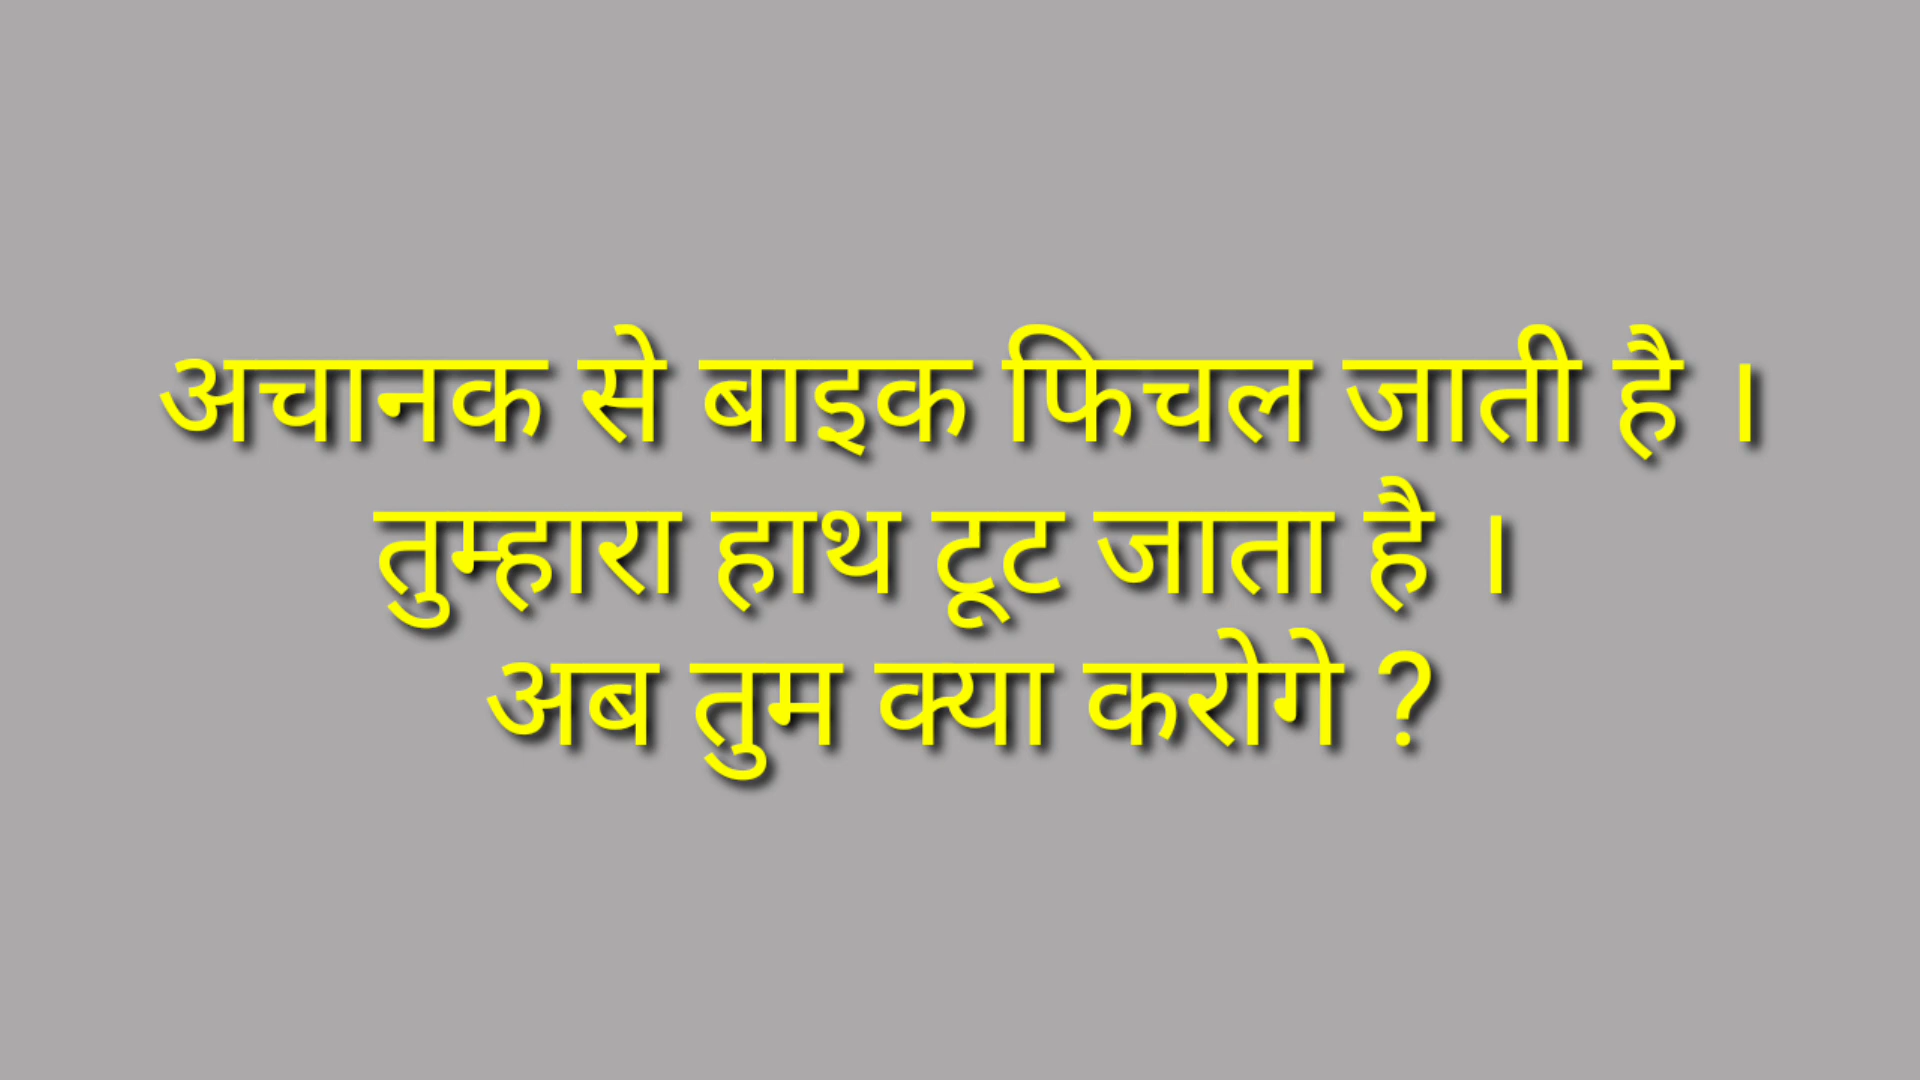 अचानक से बाइक फिचल जाती है ।
तुम्हारा हाथ टूट जाता है ।
अब तुम क्या करोगे ?